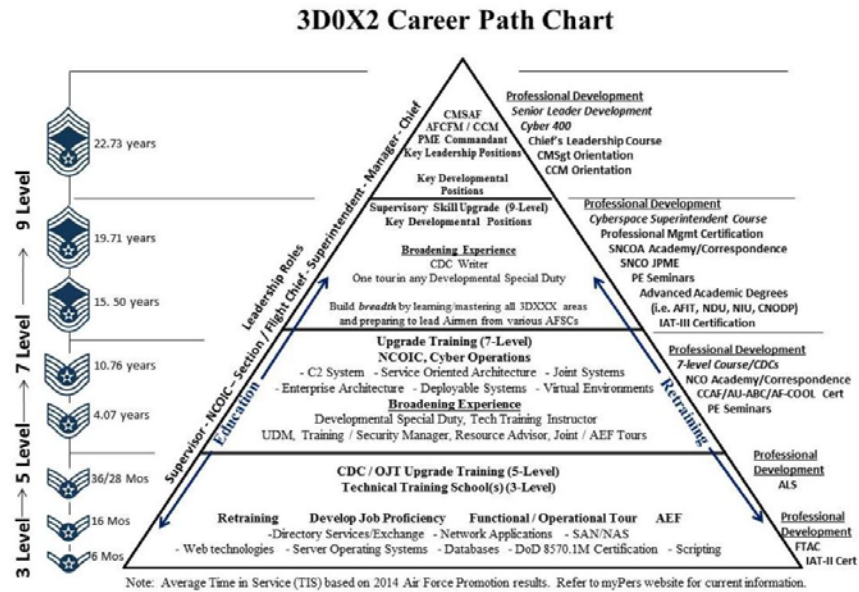 3D0X2 Career Path Chart
22.73 years
19.71 years
15. 50 years
10.76 years
4.07 years
36/28 Mos
16 Mos
6 Mos
3 Level → 5 Level → 7 Level → 9 Level
Leadership Roles
Supervisor - NCOIC – Section / Flight Chief - Superintendent - Manager - Chief
Education
Retraining
CMSAF
AFCFM / CCM
PME Commandant
Key Leadership Positions
Key Developmental
Positions
Supervisory Skill Upgrade (9-Level)
Key Developmental Positions
Broadening Experience
CDC Writer
One tour in any Developmental Special Duty
Build breadth by learning/mastering all 3DXXX areas
and preparing to lead Airmen from various AFSCs
Upgrade Training (7-Level)
NCOIC, Cyber Operations
- C2 System - Service Oriented Architecture - Joint Systems
- Enterprise Architecture - Deployable Systems - Virtual Environments
Broadening Experience
Developmental Special Duty, Tech Training Instructor
UDM, Training / Security Manager, Resource Advisor, Joint / AEF Tours
CDC / OJT Upgrade Training (5-Level)
Technical Training School(s) (3-Level)
Retraining Develop Job Proficiency Functional / Operational Tour AEF
-Directory Services/Exchange - Network Applications - SAN/NAS
- Web technologies - Server Operating Systems - Databases - DoD 8570.1M Certification - Scripting
Professional Development
Senior Leader Development
Cyber 400
Chief's Leadership Course
CMSgt Orientation
CCM Orientation
Professional Development
Cyberspace Superintendent Course
Professional Mgmt Certification
SNCOA Academy/Correspondence
SNCO JPME
PE Seminars
Advanced Academic Degrees
(i.e. AFIT, NDU, NIU, CNODP)
IAT-III Certification
Professional Development
7-level Course/CDCs
NCO Academy/Correspondence
CCAF/AU-ABC/AF-COOL Cert
PE Seminars
Professional
Development
ALS
Professional
Development
FTAC
IAT-II Cert
Note: Average Time in Service (TIS) based on 2014 Air Force Promotion results. Refer to myPers website for current information.